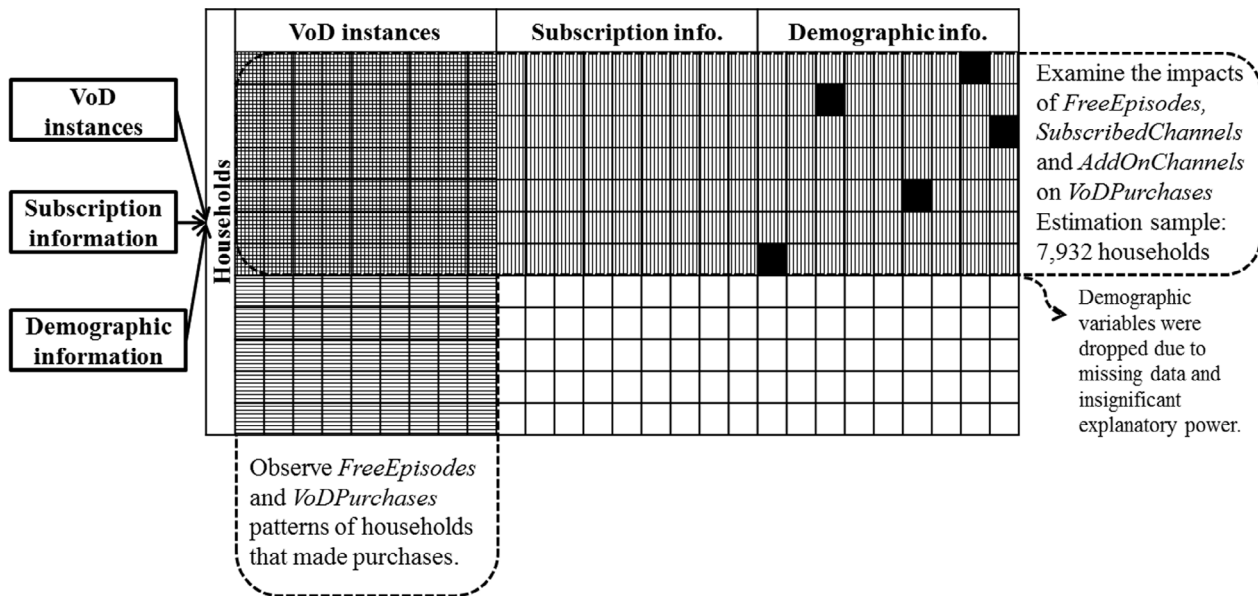 VoD instances
Subscription info.
Demographic info.
VoD
instances
Subscription
information
Demographic
information
Households
Examine the impacts
of FreeEpisodes,
SubscribedChannels
and AddOnChannels
on VoDPurchases
Estimation sample:
7,932 households
Demographic
variables were
dropped due to
missing data and
insignificant
explanatory power.
Observe FreeEpisodes
and VoDPurchases
patterns of households
that made purchases.